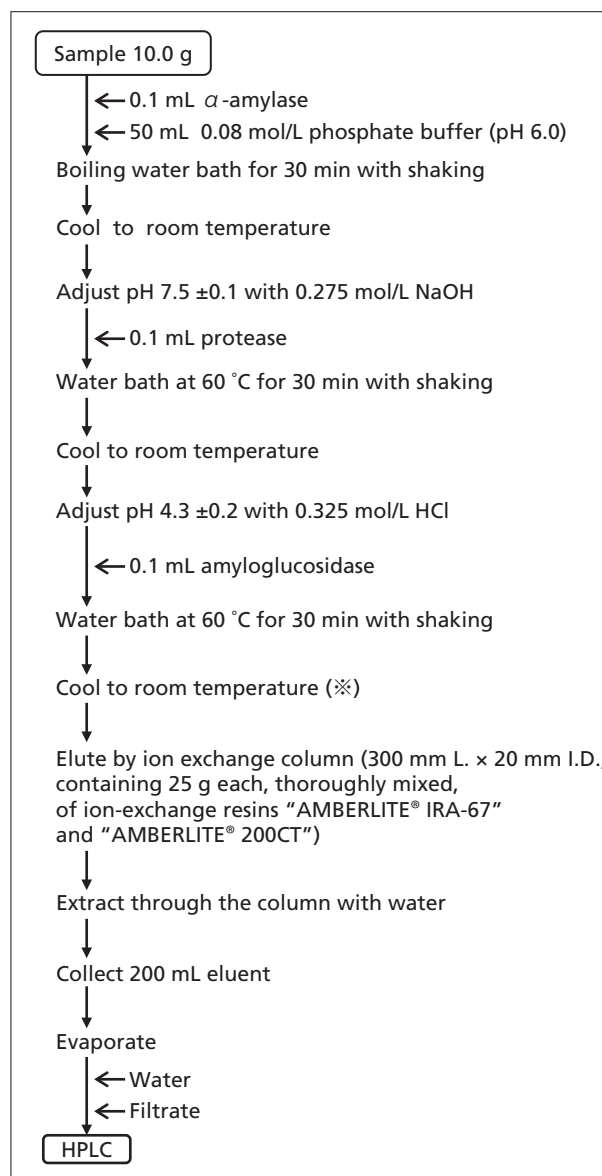 Sample 10.0 g
0.1 mL α-amylase
50 mL 0.08 mol/L phosphate buffer (pH 6.0)
Boiling water bath for 30 min with shaking
Cool to room temperature
Adjust pH 7.5 ±0.1 with 0.275 mol/L NaOH
0.1 mL protease
Water bath at 60 ˚C for 30 min with shaking
Cool to room temperature
Adjust pH 4.3 ±0.2 with 0.325 mol/L HCl
0.1 mL amyloglucosidase
Water bath at 60 ˚C for 30 min with shaking
Cool to room temperature (※)
Elute by ion exchange column (300 mm L. × 20 mm I.D.,
containing 25 g each, thoroughly mixed,
of ion-exchange resins “AMBERLITE® IRA-67”
and “AMBERLITE® 200CT”)
Extract through the column with water
Collect 200 mL eluent
Evaporate
Water
Filtrate
HPLC